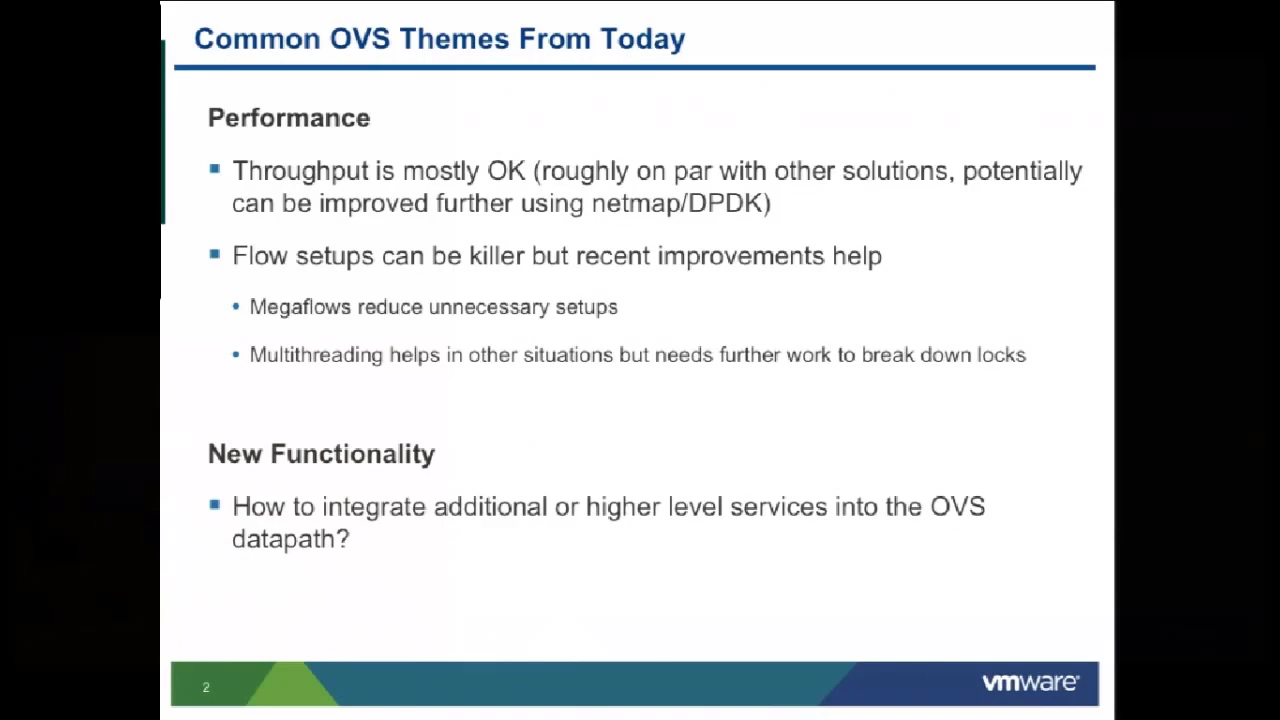 Common OVS Themes From Today
Performance
Throughput is mostly OK (roughly on par with other solutions, potentially
can be improved further using netmap/DPDK)
Flow setups can be killer but recent improvements help
Megaflows reduce unnecessary setups
Multithreading helps in other situations but needs further work to break down locks
New Functionality
How to integrate additional or higher level services into the OVS
datapath?
2
vmware®